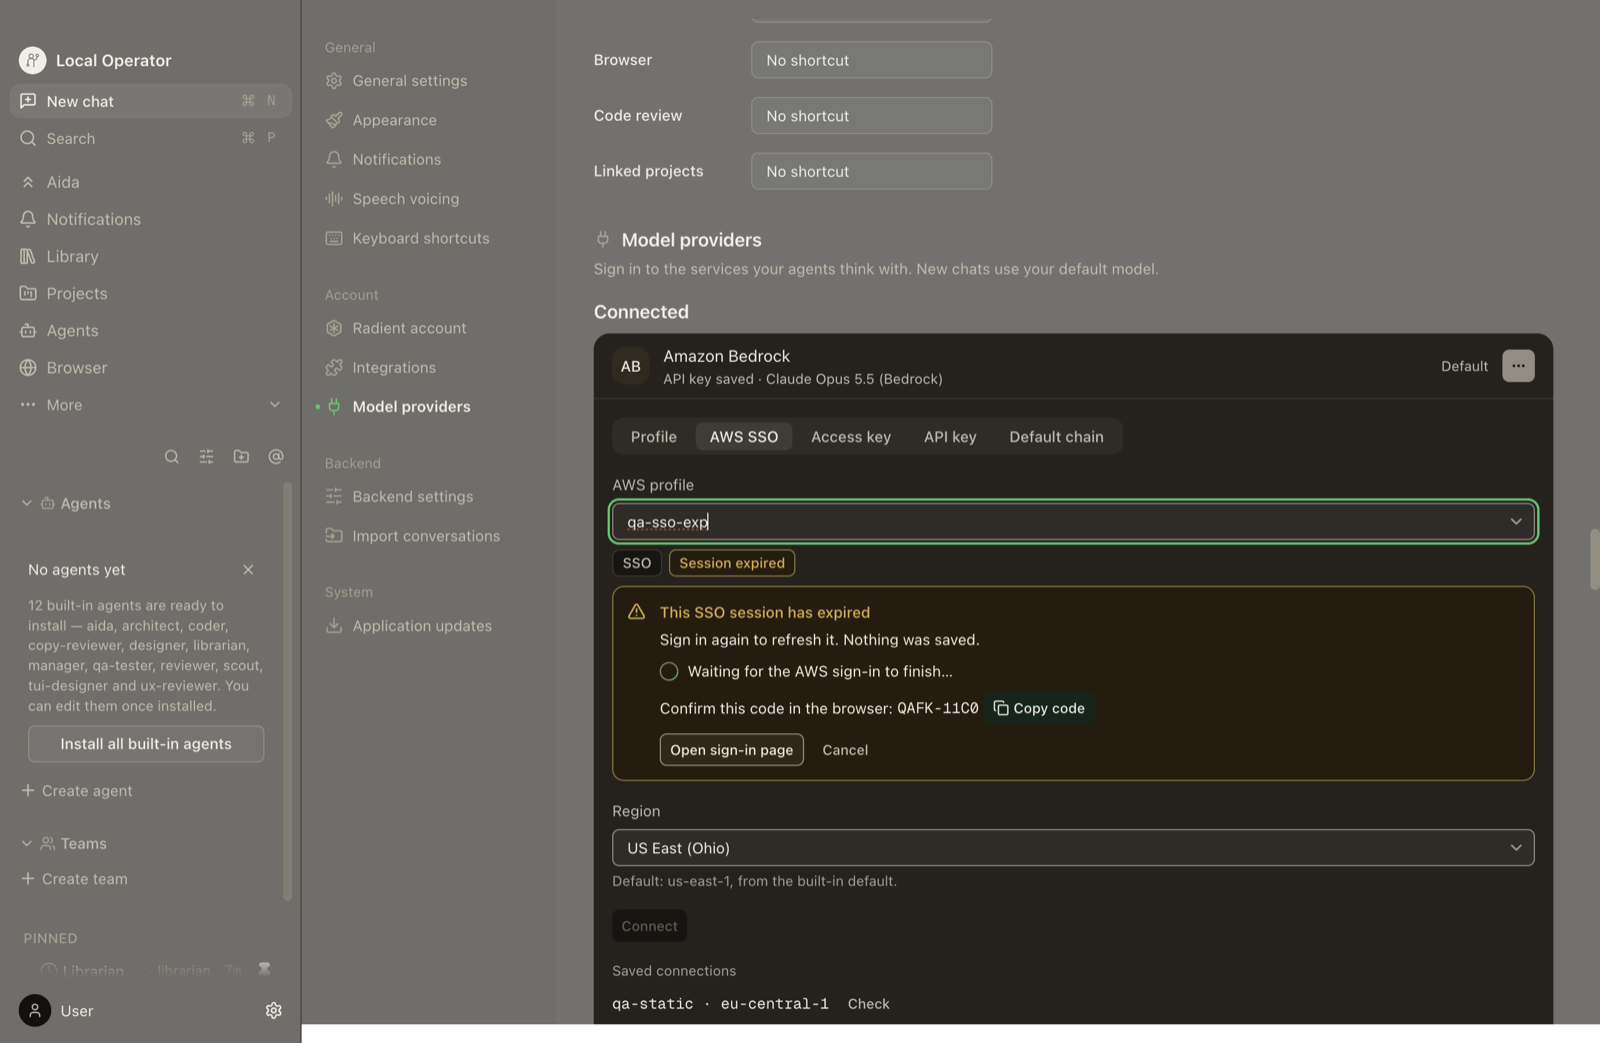 Local Operator
New chat ⌘ N
Search ⌘ P
Aida
Notifications
Library
Projects
Agents
Browser
More
Agents
No agents yet
12 built-in agents are ready to
install — aida, architect, coder,
copy-reviewer, designer, librarian,
manager, qa-tester, reviewer, scout,
tui-designer and ux-reviewer. You
can edit them once installed.
Install all built-in agents
Create agent
Teams
Create team
PINNED
Librarian · librarian 7m
User
General
General settings
Appearance
Notifications
Speech voicing
Keyboard shortcuts
Account
Radient account
Integrations
Model providers
Backend
Backend settings
Import conversations
System
Application updates
Browser No shortcut
Code review No shortcut
Linked projects No shortcut
Model providers
Sign in to the services your agents think with. New chats use your default model.
Connected
AB
Amazon Bedrock
API key saved · Claude Opus 5.5 (Bedrock)
Default
Profile AWS SSO Access key API key Default chain
AWS profile
qa-sso-exp
SSO Session expired
This SSO session has expired
Sign in again to refresh it. Nothing was saved.
Waiting for the AWS sign-in to finish...
Confirm this code in the browser: QAFK-11C0 Copy code
Open sign-in page Cancel
Region
US East (Ohio)
Default: us-east-1, from the built-in default.
Connect
Saved connections
qa-static · eu-central-1 Check